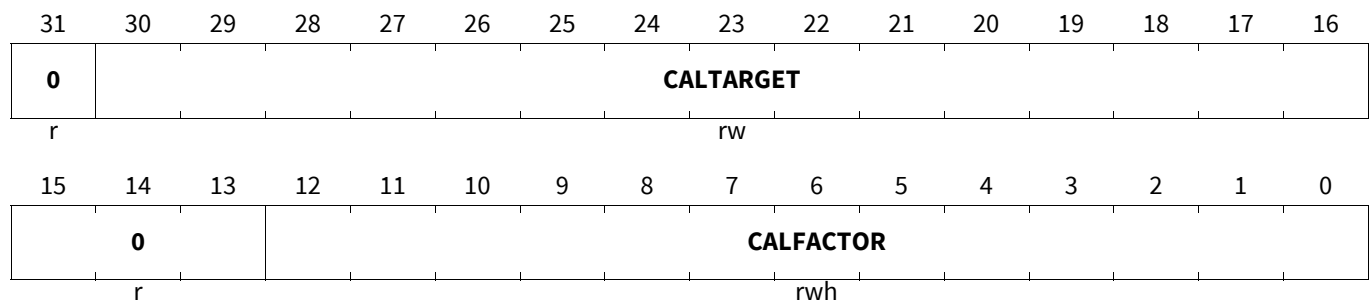 31 30 29 28 27 26 25 24 23 22 21 20 19 18 17 16
0 CALTARGET
r rw
15 14 13 12 11 10 9 8 7 6 5 4 3 2 1 0
0 CALFACTOR
r rwh